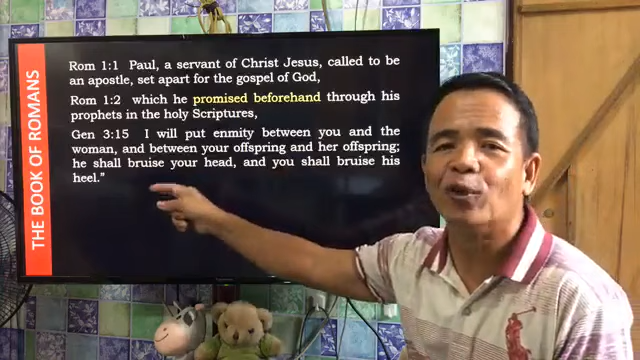 THE BOOK OF ROMANS
Rom 1:1 Paul, a servant of Christ Jesus, called to be
an apostle, set apart for the gospel of God,
Rom 1:2 which he promised beforehand through his
prophets in the holy Scriptures,
Gen 3:15 I will put enmity between you and the
woman, and between your offspring and her offspring;
he shall bruise your head, and you shall bruise his
heel.”